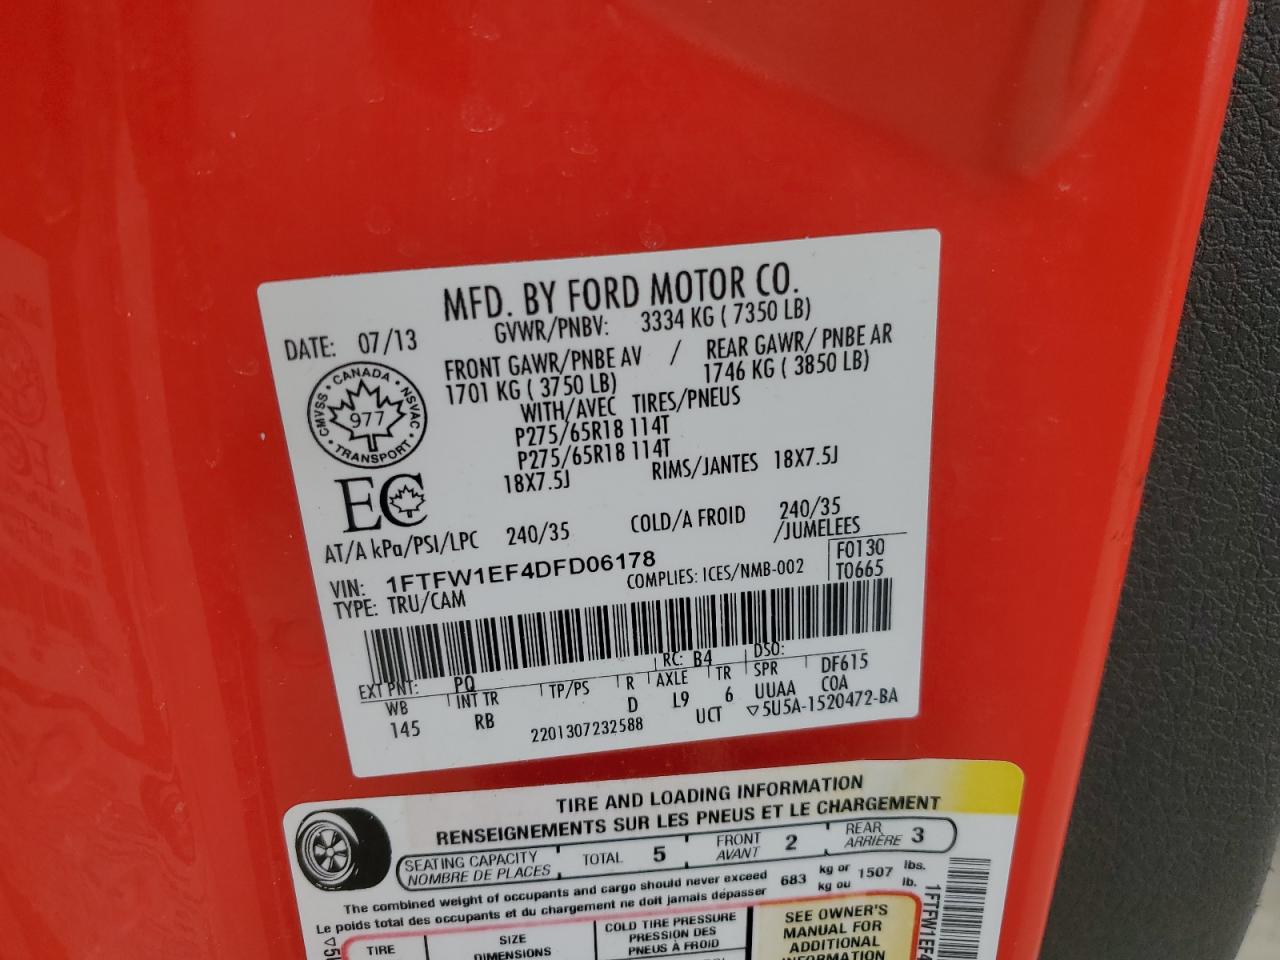 MFD. BY FORD MOTOR CO.
DATE: 07/13
GVWR/PNBV: 3334 KG ( 7350 LB)
FRONT GAWR/PNBE AV / REAR GAWR/ PNBE AR
1701 KG ( 3750 LB) 1746 KG ( 3850 LB)
WITH/AVEC TIRES/PNEUS
P275/65R18 114T
P275/65R18 114T
18X7.5J RIMS/JANTES 18X7.5J
CANADA
CMVSS NSVAC
977
TRANSPORT
EC
AT/A kPa/PSI/LPC 240/35 COLD/A FROID 240/35
/JUMELEES
VIN: 1FTFW1EF4DFD06178
COMPLIES: ICES/NMB-002
F0130
T0665
TYPE: TRU/CAM
EXT PNT: PQ RC: B4 DSO:
WB INT TR TP/PS R AXLE TR SPR DF615
145 RB D L9 6 UUAA COA
2201307232588 UCT ▽5U5A-1520472-BA
TIRE AND LOADING INFORMATION
RENSEIGNEMENTS SUR LES PNEUS ET LE CHARGEMENT
SEATING CAPACITY TOTAL 5 FRONT 2 REAR 3
NOMBRE DE PLACES AVANT ARRIÈRE
The combined weight of occupants and cargo should never exceed 683 kg or 1507 lbs.
Le poids total des occupants et du chargement ne doit jamais dépasser kg ou lb.
TIRE
SIZE
DIMENSIONS
COLD TIRE PRESSURE
PRESSION DES
PNEUS À FROID
SEE OWNER'S
MANUAL FOR
ADDITIONAL
INFORMATION
1FTFW1EF4